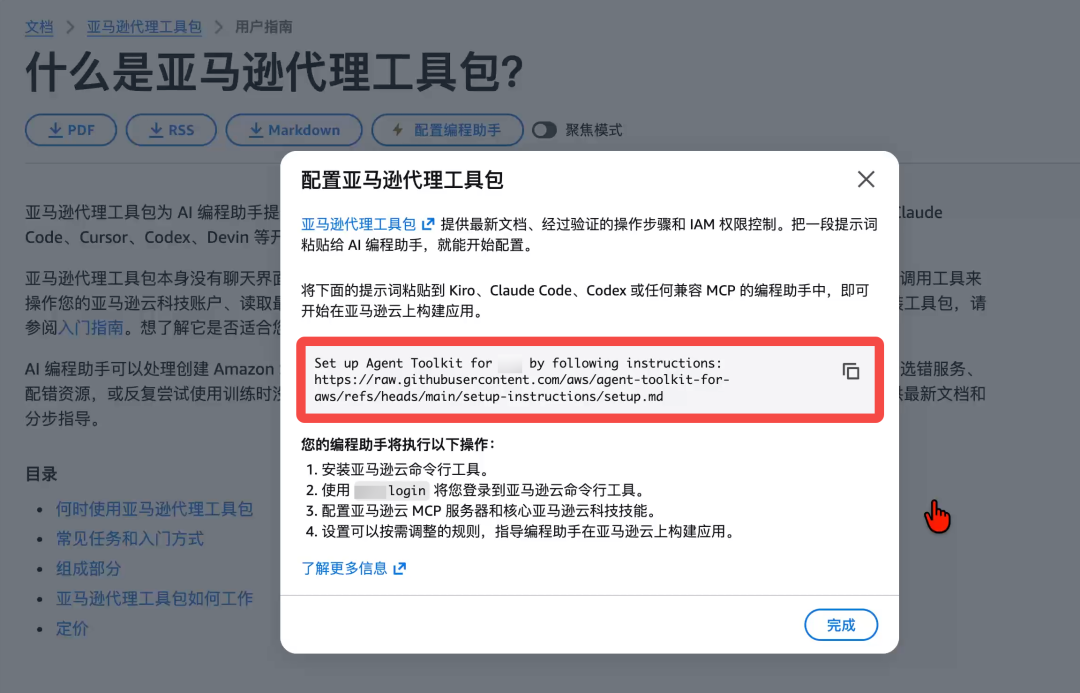 文档 > 亚马逊代理工具包 > 用户指南
什么是亚马逊代理工具包?
PDF RSS Markdown 配置编程助手 聚焦模式
配置亚马逊代理工具包
亚马逊代理工具包 提供最新文档、经过验证的操作步骤和 IAM 权限控制。把一段提示词
粘贴给 AI 编程助手，就能开始配置。
将下面的提示词粘贴到 Kiro、Claude Code、Codex 或任何兼容 MCP 的编程助手中，即可
开始在亚马逊云上构建应用。
Set up Agent Toolkit for by following instructions:
https://raw.githubusercontent.com/aws/agent-toolkit-for-
aws/refs/heads/main/setup-instructions/setup.md
您的编程助手将执行以下操作：
1. 安装亚马逊云命令行工具。
2. 使用 login 将您登录到亚马逊云命令行工具。
3. 配置亚马逊云 MCP 服务器和核心亚马逊云科技技能。
4. 设置可以按需调整的规则，指导编程助手在亚马逊云上构建应用。
了解更多信息
完成
亚马逊代理工具包为 AI 编程助手提 Claude
Code、Cursor、Codex、Devin 等开
亚马逊代理工具包本身没有聊天界面 调用工具来
操作您的亚马逊云科技账户、读取最 工具包，请
参阅入门指南。想了解它是否适合您
AI 编程助手可以处理创建 Amazon 选错服务、
配错资源，或反复尝试使用训练时没 最新文档和
分步指导。
目录
• 何时使用亚马逊代理工具包
• 常见任务和入门方式
• 组成部分
• 亚马逊代理工具包如何工作
• 定价